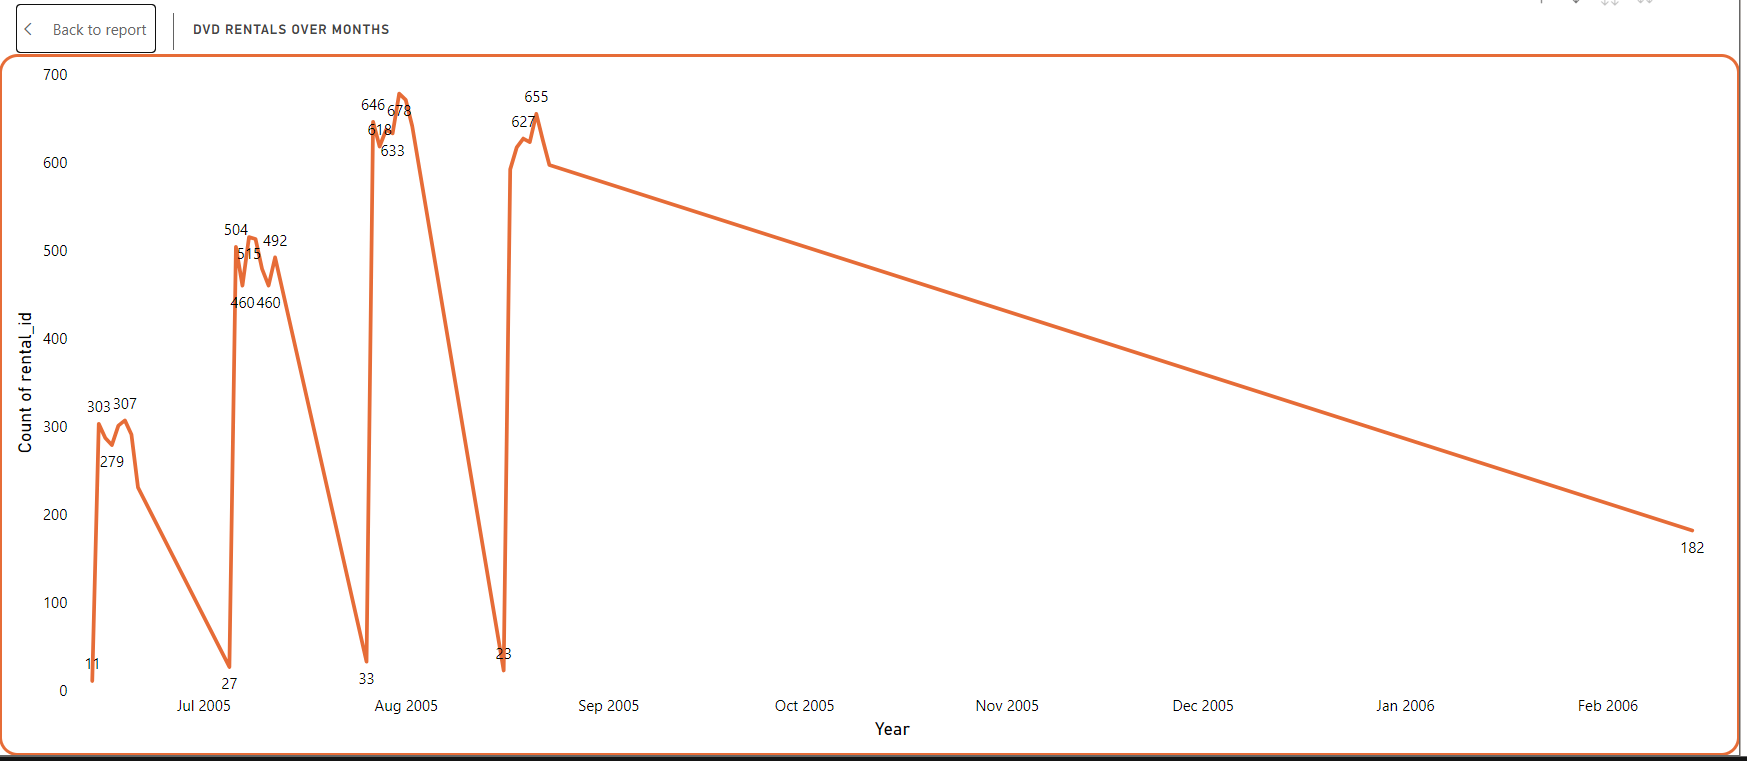 Back to report
DVD RENTALS OVER MONTHS
700
600
500
400
300
200
100
0
Count of rental_id
11
303
279
307
27
504
460
515
460
492
33
646
618
633
678
23
627
655
182
Jul 2005
Aug 2005
Sep 2005
Oct 2005
Nov 2005
Dec 2005
Jan 2006
Feb 2006
Year